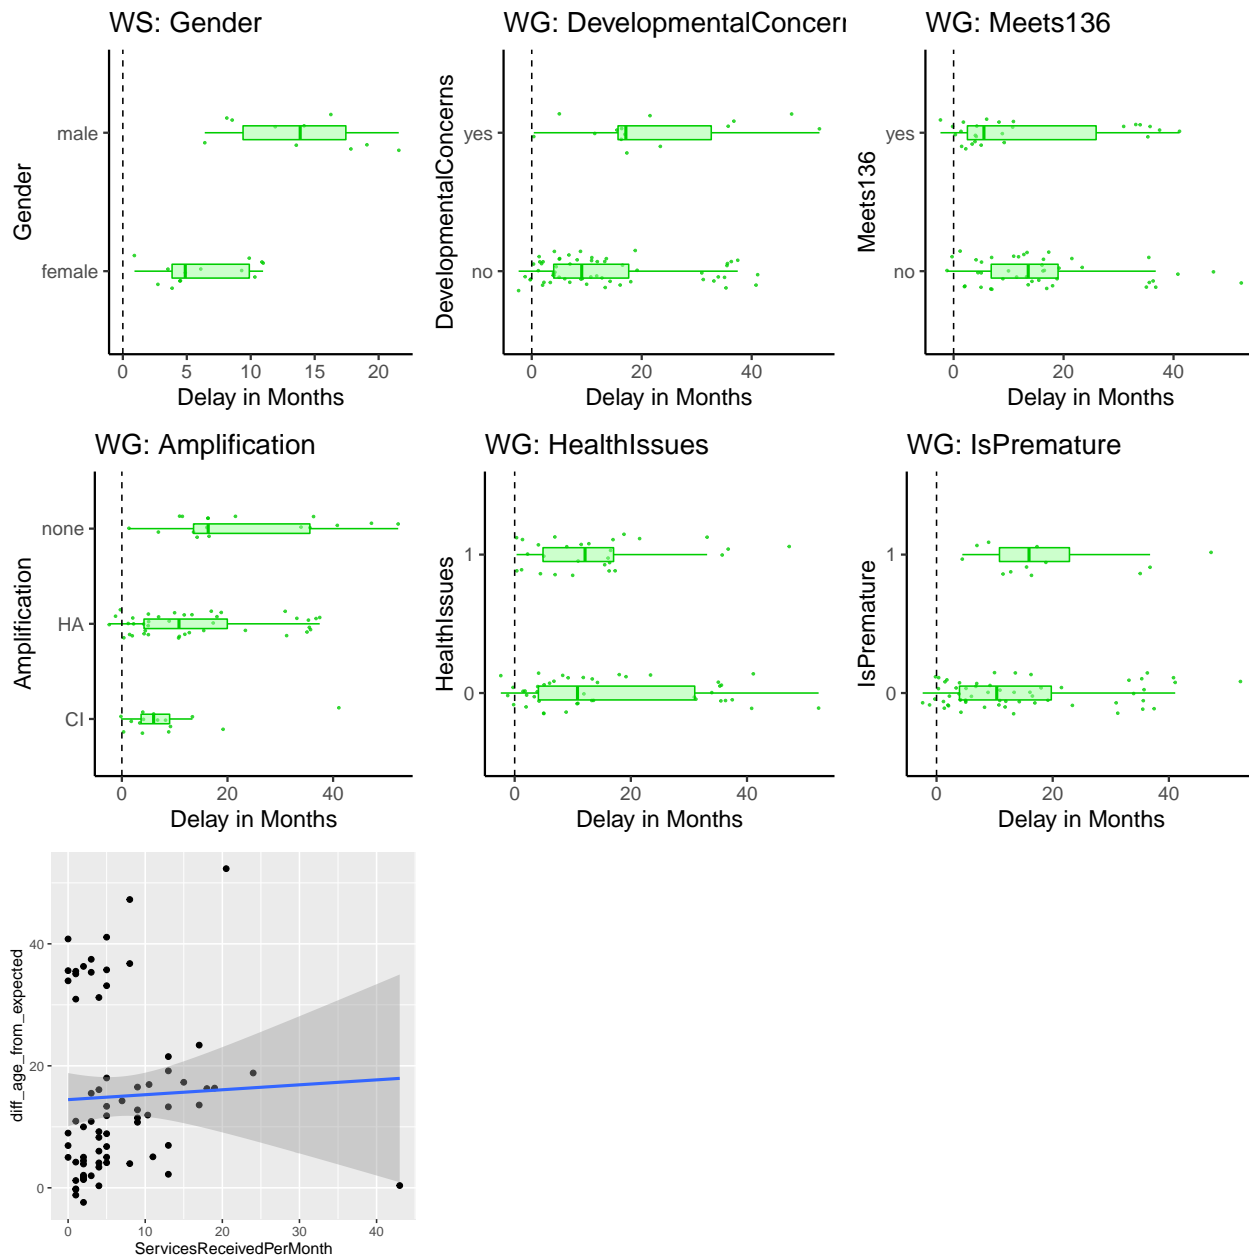 WS: Gender
Gender
male
female
0 5 10 15 20
Delay in Months
WG: DevelopmentalConcern
DevelopmentalConcerns
yes
no
0 20 40
Delay in Months
WG: Meets136
Meets136
yes
no
0 20 40
Delay in Months
WG: Amplification
Amplification
none
HA
CI
0 20 40
Delay in Months
WG: HealthIssues
HealthIssues
1
0
0 20 40
Delay in Months
WG: IsPremature
IsPremature
1
0
0 20 40
Delay in Months
diff_age_from_expected
40
20
0
0 10 20 30 40
ServicesReceivedPerMonth